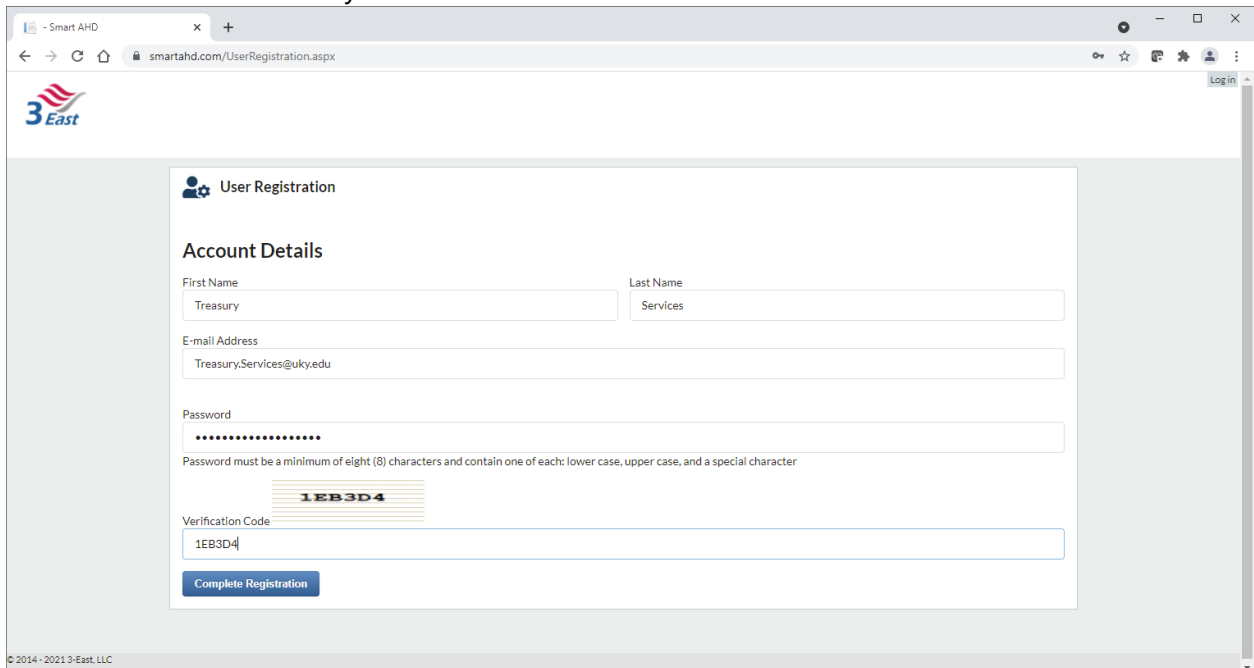 - Smart AHD
smartahd.com/UserRegistration.aspx
Log in
3 East
User Registration
Account Details
First Name Last Name
Treasury Services
E-mail Address
Treasury.Services@uky.edu
Password
•••••••••••••••••••
Password must be a minimum of eight (8) characters and contain one of each: lower case, upper case, and a special character
1EB3D4
Verification Code
1EB3D4
Complete Registration
© 2014 - 2021 3-East, LLC